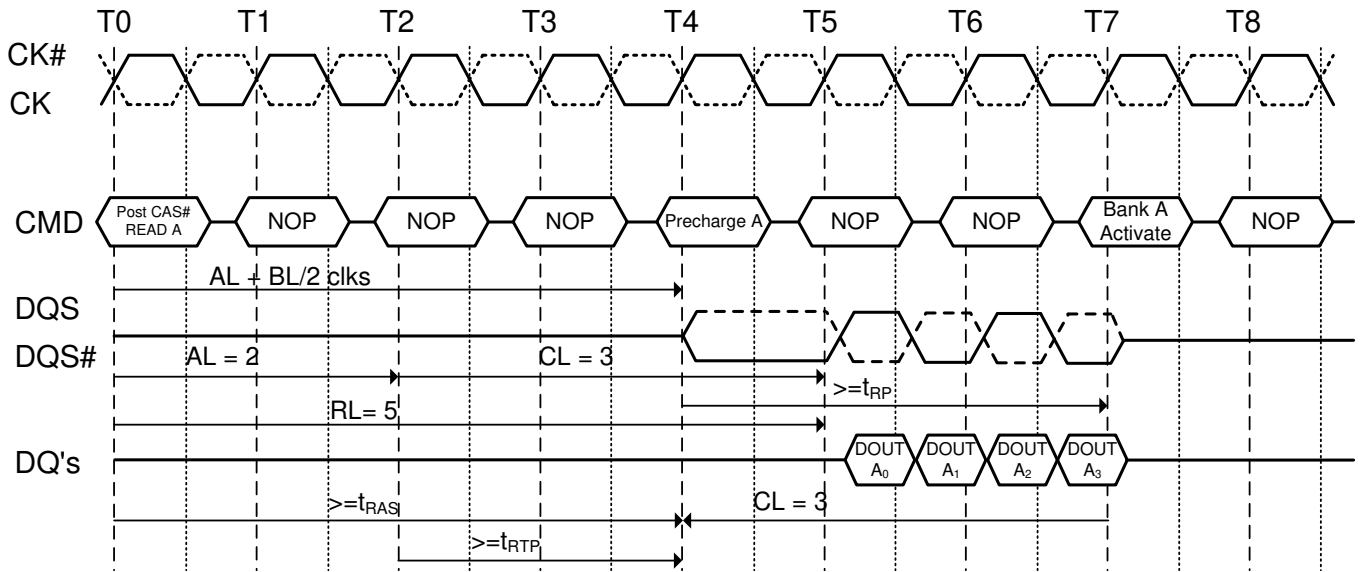 T0 T1 T2 T3 T4 T5 T6 T7 T8
CK#
CK
CMD
Post CAS#
READ A
NOP
NOP
NOP
Precharge A
NOP
NOP
Bank A
Activate
NOP
AL + BL/2 clks
DQS
DQS#
AL = 2
CL = 3
>=tRP
RL= 5
DQ's
DOUT
A0
DOUT
A1
DOUT
A2
DOUT
A3
>=tRAS
CL = 3
>=tRTP